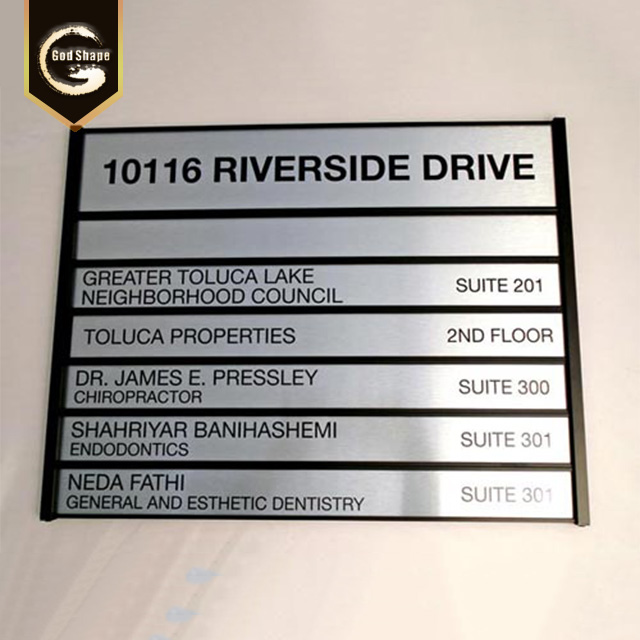 God Shape
10116 RIVERSIDE DRIVE
GREATER TOLUCA LAKE
NEIGHBORHOOD COUNCIL
SUITE 201
TOLUCA PROPERTIES
2ND FLOOR
DR. JAMES E. PRESSLEY
CHIROPRACTOR
SUITE 300
SHAHRIYAR BANIHASHEMI
ENDODONTICS
SUITE 301
NEDA FATHI
GENERAL AND ESTHETIC DENTISTRY
SUITE 301